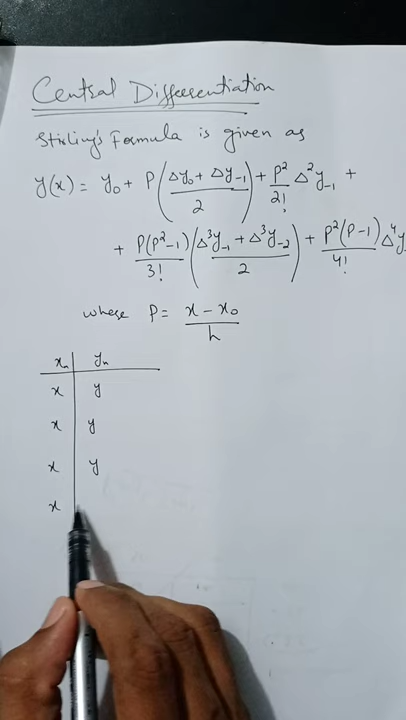 Central Differentiation
Stirling's Formula is given as
y(x) = y₀ + P((Δy₀ + Δy₋₁)/2) + P²/2! Δ²y₋₁ +
+ P(P²-1)/3! ((Δ³y₋₁ + Δ³y₋₂)/2) + P²(P-1)/4! Δ⁴y
where P = (x - x₀)/h
xₙ yₙ
x y
x y
x y
x